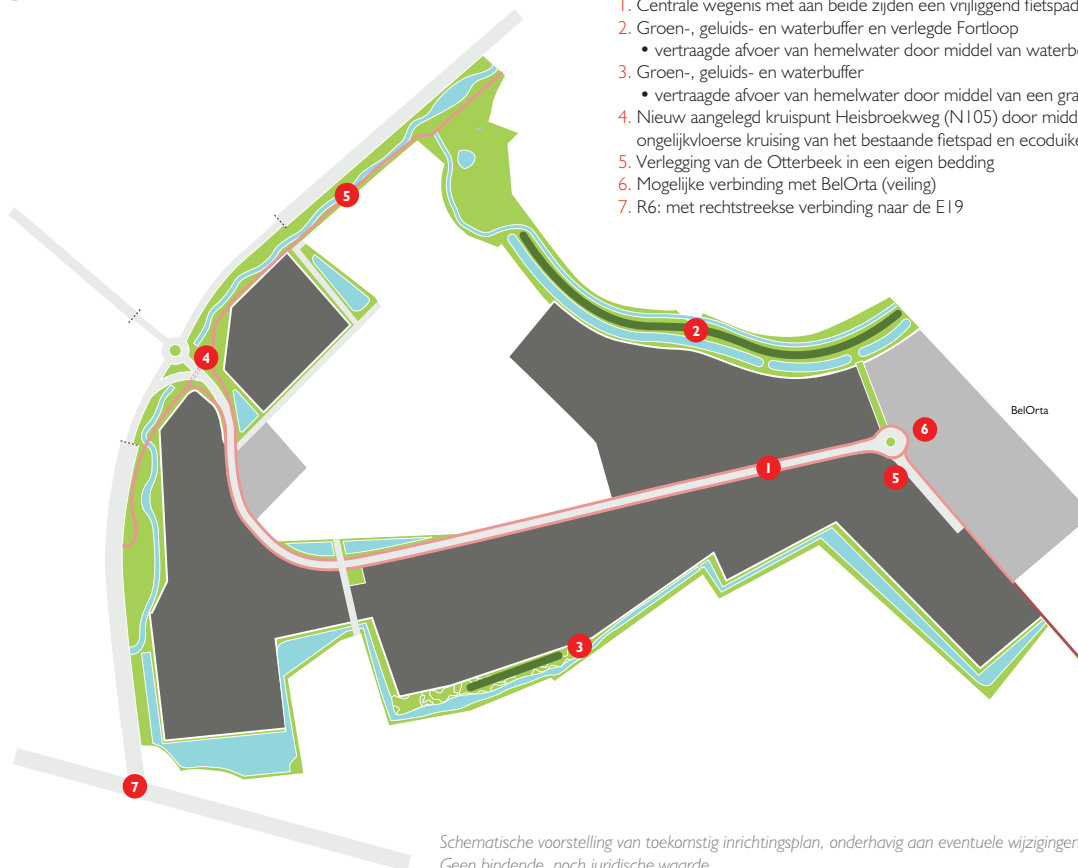 1. Centrale wegenis met aan beide zijden een vrijliggend fietspad
2. Groen-, geluids- en waterbuffer en verlegde Fortloop
• vertraagde afvoer van hemelwater door middel van
3. Groen-, geluids- en waterbuffer
• vertraagde afvoer van hemelwater door middel van een
4. Nieuw aangelegd kruispunt Heisbroekweg (N105) door
ongelijkvloerse kruising van het bestaande fietspad en
5. Verlegging van de Otterbeek in een eigen bedding
6. Mogelijke verbinding met BelOrta (veiling)
7. R6: met rechtstreekse verbinding naar de E19
5
2
4
BelOrta
6
1
5
3
7
Schematische voorstelling van toekomstig inrichtingsplan, onderhavig aan eventuele wijzigingen
Geen bindende, noch juridische waarde